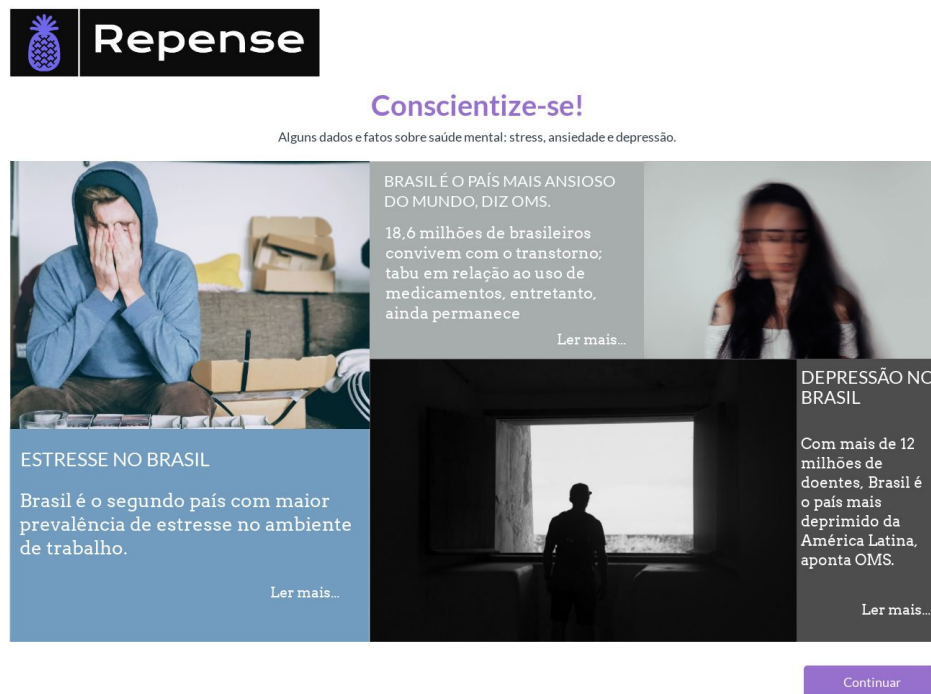 Repense
Conscientize-se!
Alguns dados e fatos sobre saúde mental: stress, ansiedade e depressão.
BRASIL É O PAÍS MAIS ANSIOSO
DO MUNDO, DIZ OMS.
18,6 milhões de brasileiros
convivem com o transtorno;
tabu em relação ao uso de
medicamentos, entretanto,
ainda permanece
Ler mais...
ESTRESSE NO BRASIL
Brasil é o segundo país com maior
prevalência de estresse no ambiente
de trabalho.
Ler mais...
DEPRESSÃO NO
BRASIL
Com mais de 12
milhões de
doentes, Brasil é
o país mais
deprimido da
América Latina,
aponta OMS.
Ler mais...
Continuar